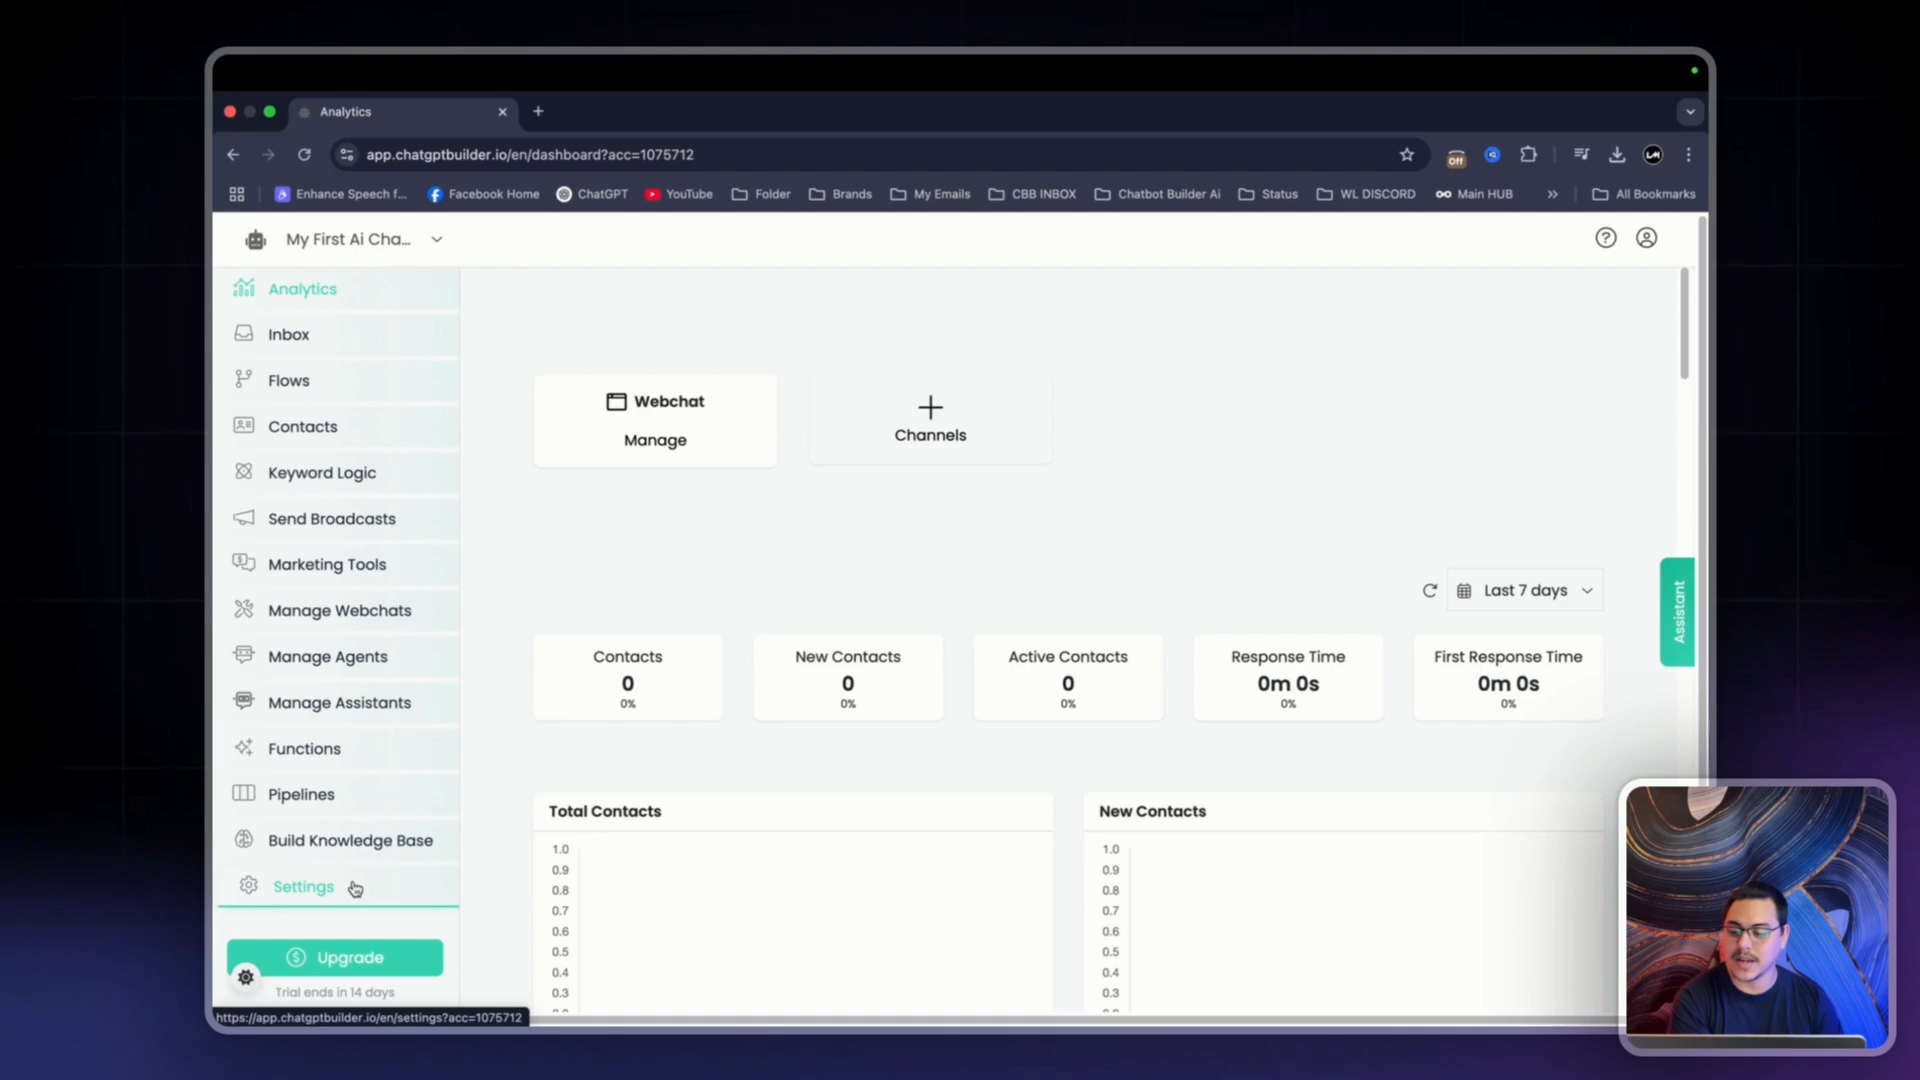 Analytics
app.chatgptbuilder.io/en/dashboard?acc=1075712
Off
Enhance Speech f...
Facebook Home
ChatGPT
YouTube
Folder
Brands
My Emails
CBB INBOX
Chatbot Builder Ai
Status
WL DISCORD
Main HUB
»
All Bookmarks
My First Ai Cha...
Analytics
Inbox
Flows
Contacts
Keyword Logic
Send Broadcasts
Marketing Tools
Manage Webchats
Manage Agents
Manage Assistants
Functions
Pipelines
Build Knowledge Base
Settings
Upgrade
Trial ends in 14 days
https://app.chatgptbuilder.io/en/settings?acc=1075712
Webchat
Manage
Channels
Last 7 days
Assistant
Contacts
0
0%
New Contacts
0
0%
Active Contacts
0
0%
Response Time
0m 0s
0%
First Response Time
0m 0s
0%
Total Contacts
1.0
0.9
0.8
0.7
0.6
0.5
0.4
0.3
New Contacts
1.0
0.9
0.8
0.7
0.6
0.5
0.4
0.3